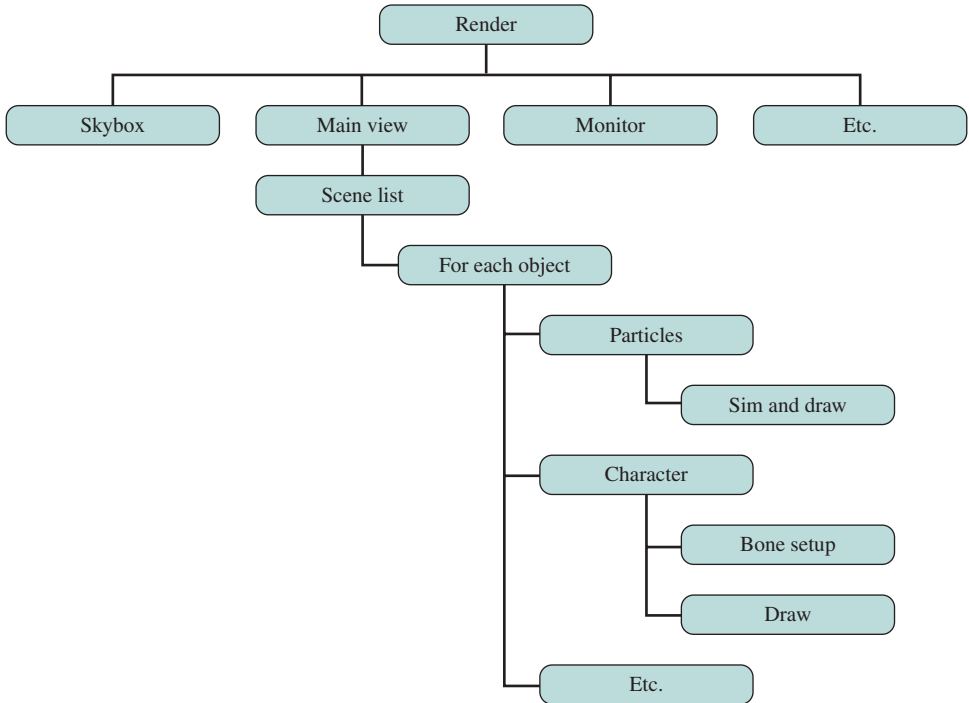 Render
Skybox
Main view
Monitor
Etc.
Scene list
For each object
Particles
Sim and draw
Character
Bone setup
Draw
Etc.